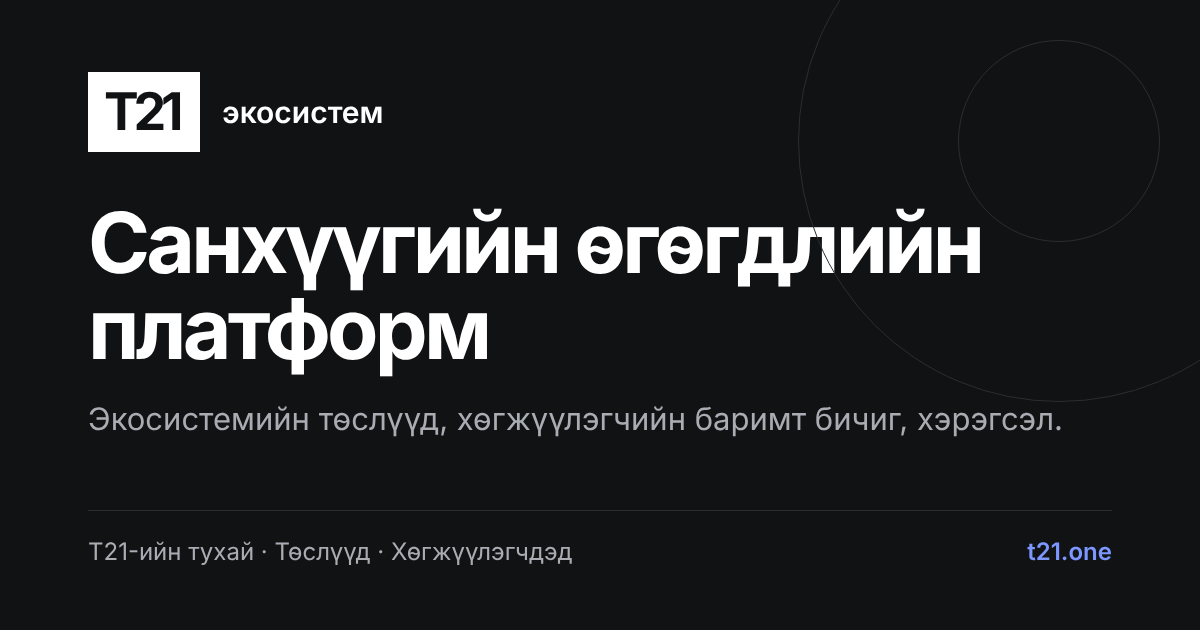 T21
экосистем
Санхүүгийн өгөгдлийн
платформ
Экосистемийн төслүүд, хөгжүүлэгчийн баримт бичиг, хэрэгсэл.
T21-ийн тухай · Төслүүд · Хөгжүүлэгчдэд
t21.one